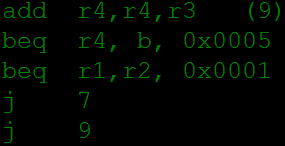 add r4,r4,r3 (9)
beq r4, b, 0x0005
beq r1,r2, 0x0001
j 7
j 9